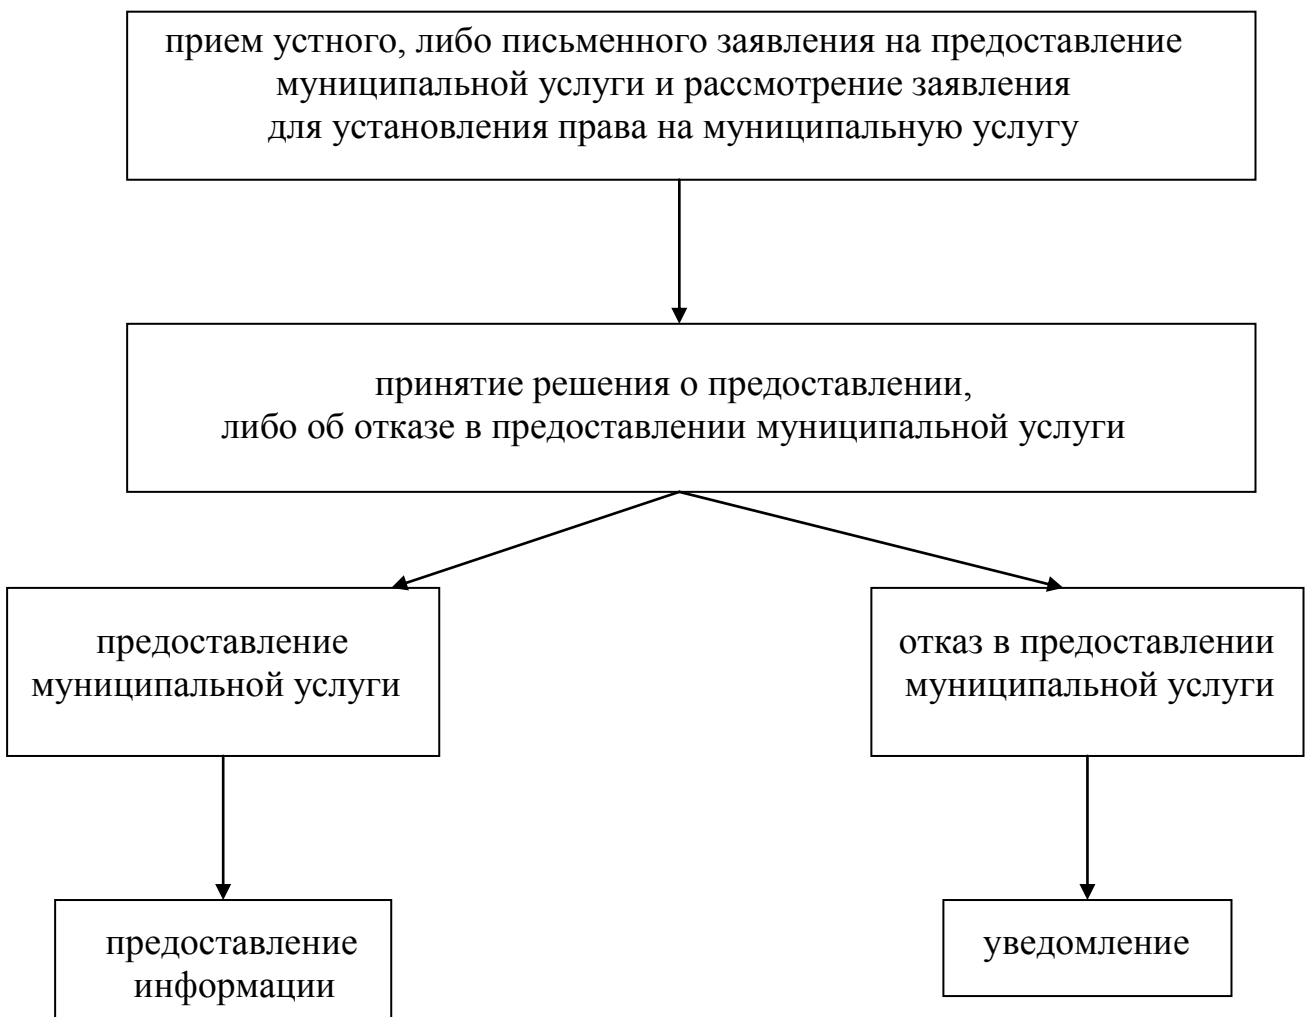 прием устного, либо письменного заявления на предоставление
муниципальной услуги и рассмотрение заявления
для установления права на муниципальную услугу
принятие решения о предоставлении,
либо об отказе в предоставлении муниципальной услуги
предоставление
муниципальной услуги
отказ в предоставлении
муниципальной услуги
предоставление
информации
уведомление